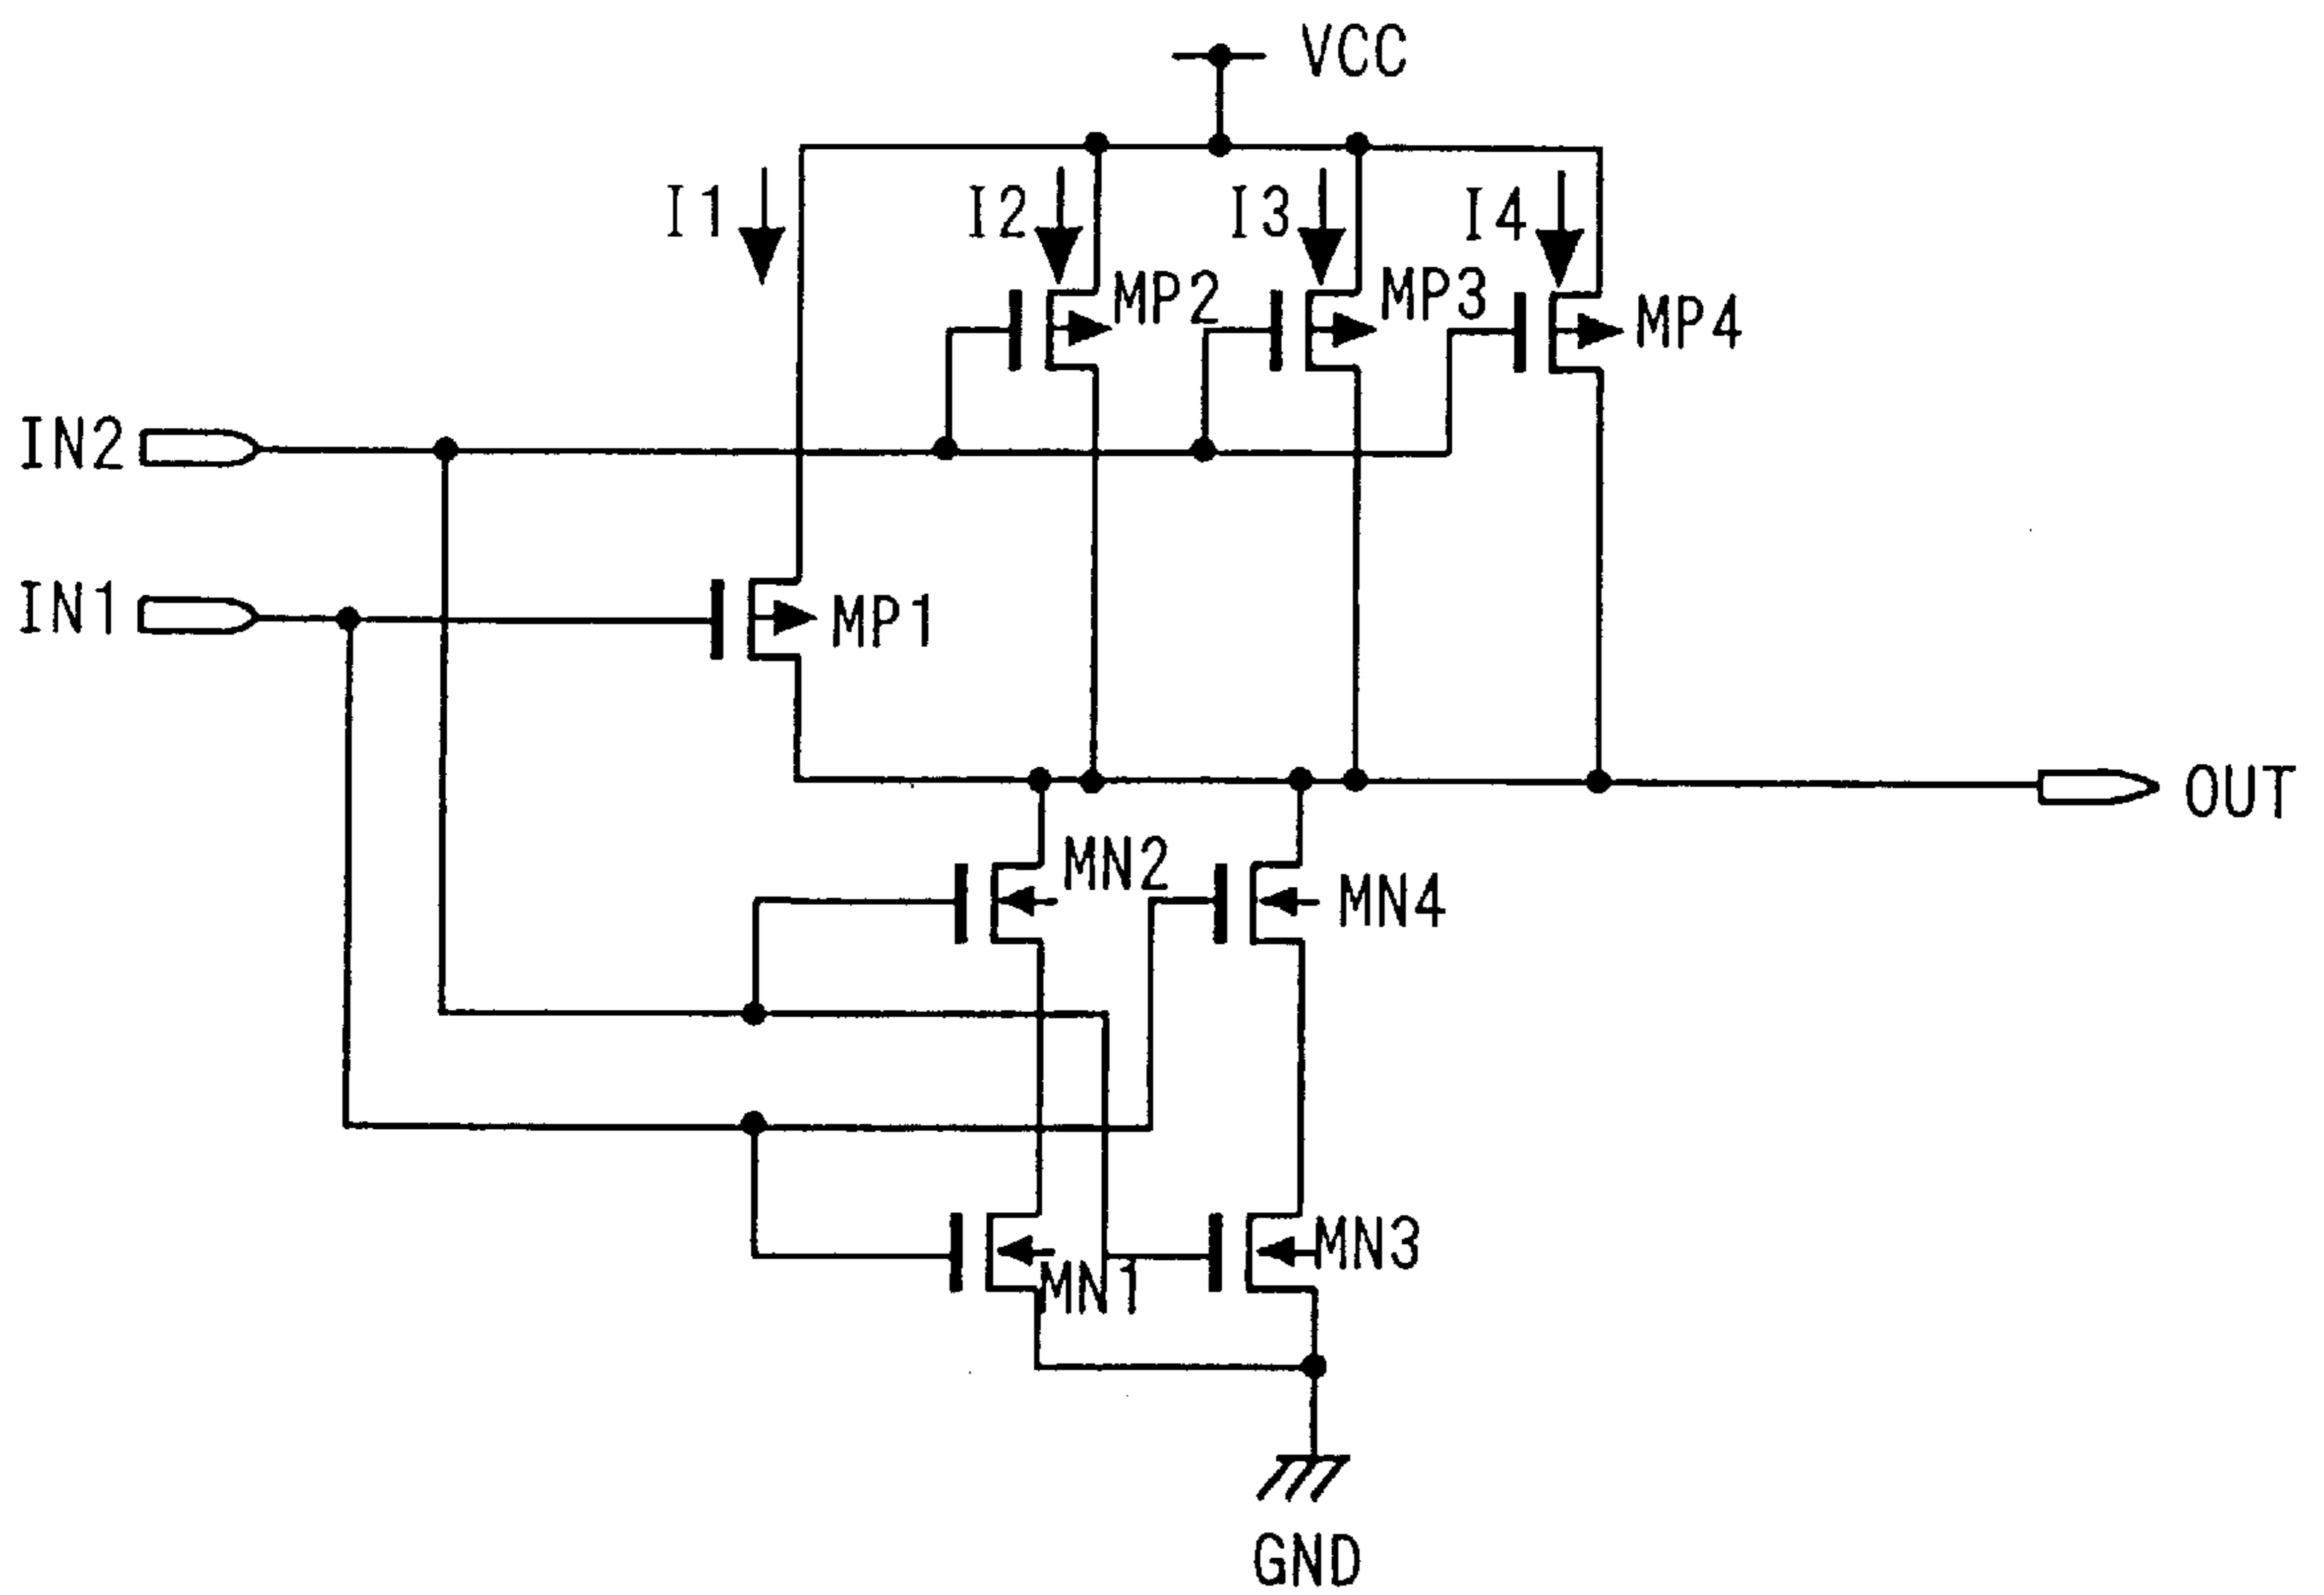 VCC
I1
I2
I3
I4
MP2
MP3
MP4
IN2
IN1
MP1
OUT
MN2
MN4
MN3
MN1
GND